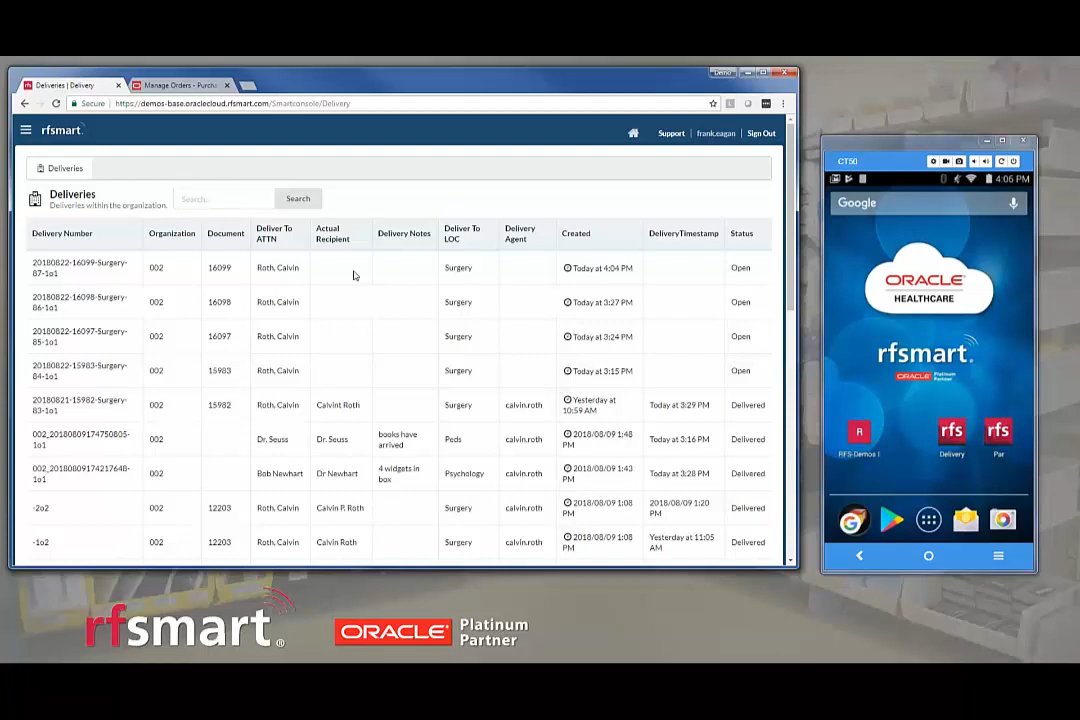 Demo
Deliveries | Delivery
Manage Orders - Purch
Secure
https://demos-base.oraclecloud.rfsmart.com/Smartconsole/Delivery
rfsmart
Support | frank.eagan | Sign Out
Deliveries
Deliveries
Deliveries within the organization.
Search...
Search
Delivery Number Organization Document Deliver To ATTN Actual Recipient Delivery Notes Deliver To LOC Delivery Agent Created DeliveryTimestamp Status
20180822-16099-Surgery-87-1o1 002 16099 Roth, Calvin Surgery Today at 4:04 PM Open
20180822-16098-Surgery-86-1o1 002 16098 Roth, Calvin Surgery Today at 3:27 PM Open
20180822-16097-Surgery-85-1o1 002 16097 Roth, Calvin Surgery Today at 3:24 PM Open
20180822-15983-Surgery-84-1o1 002 15983 Roth, Calvin Surgery Today at 3:15 PM Open
20180821-15982-Surgery-83-1o1 002 15982 Roth, Calvin Calvint Roth Surgery calvin.roth Yesterday at 10:59 AM Today at 3:29 PM Delivered
002_20180809174750805-1o1 002 Dr. Seuss Dr. Seuss books have arrived Peds calvin.roth 2018/08/09 1:48 PM Today at 3:16 PM Delivered
002_20180809174217648-1o1 002 Bob Newhart Dr Newhart 4 widgets in box Psychology calvin.roth 2018/08/09 1:43 PM Today at 3:28 PM Delivered
-2o2 002 12203 Roth, Calvin Calvin P. Roth Surgery calvin.roth 2018/08/09 1:08 PM 2018/08/09 1:20 PM Delivered
-1o2 002 12203 Roth, Calvin Calvin Roth Surgery calvin.roth 2018/08/09 1:08 PM Yesterday at 11:05 AM Delivered
CT50
4:06 PM
Google
ORACLE
HEALTHCARE
rfsmart
ORACLE Platinum Partner
R rfs rfs
RFS-Demos I Delivery Par
rfsmart®
ORACLE® Platinum
Partner